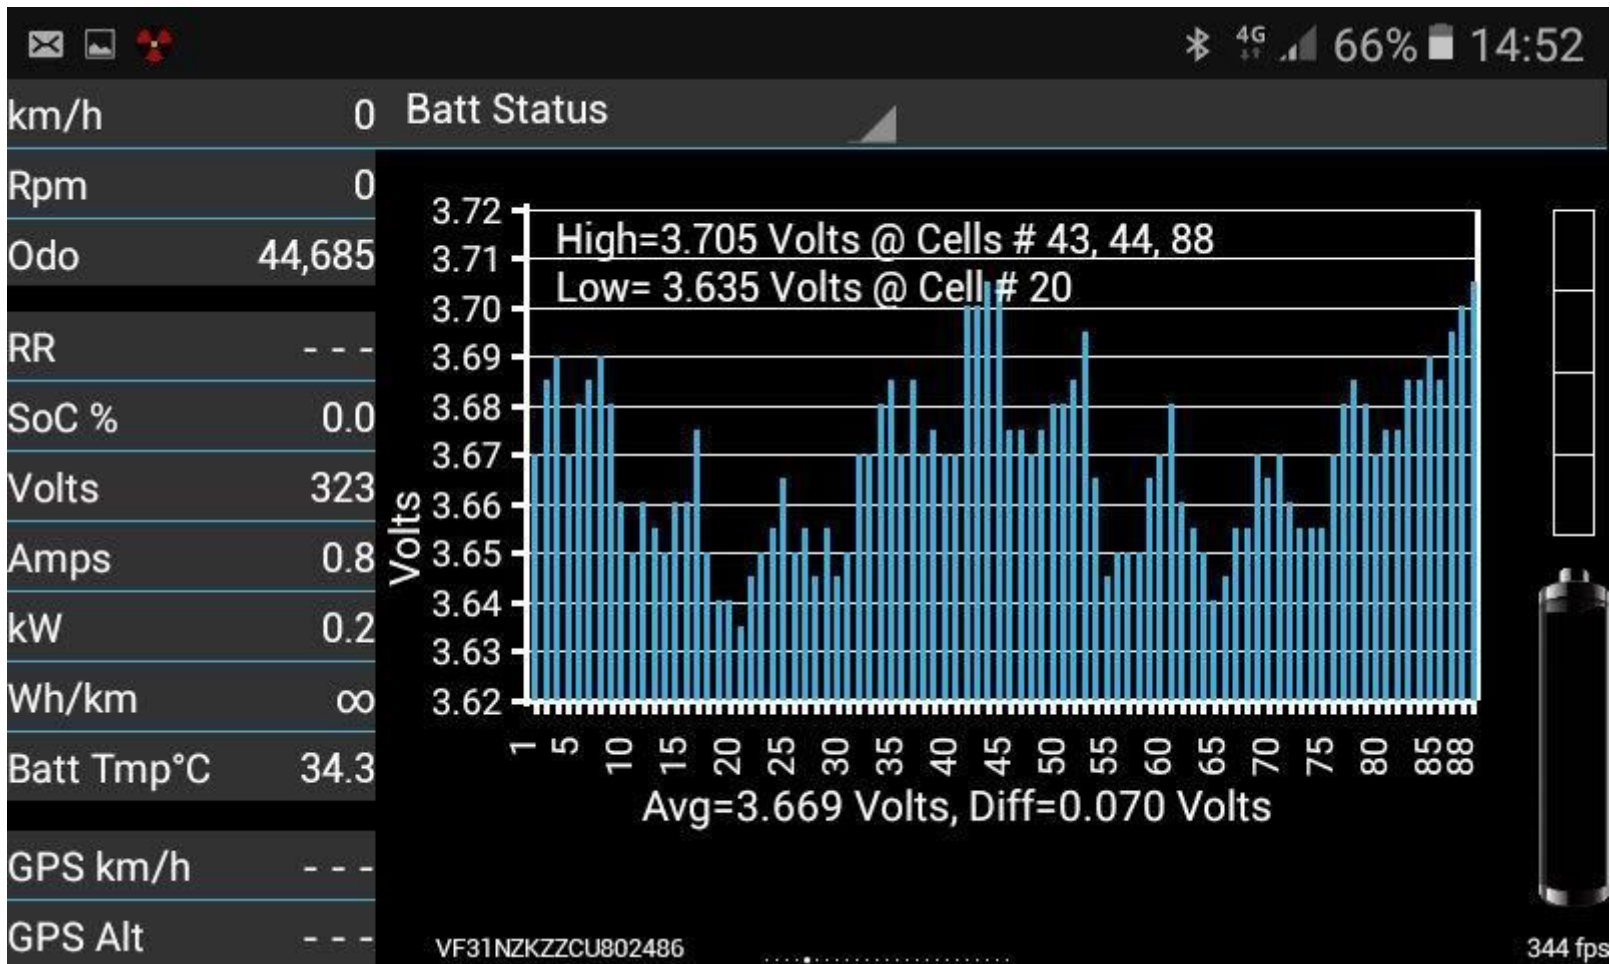 4G 66% 14:52
km/h 0
Rpm 0
Odo 44,685
RR - - -
SoC % 0.0
Volts 323
Amps 0.8
kW 0.2
Wh/km ∞
Batt Tmp°C 34.3
GPS km/h - - -
GPS Alt - - -
Batt Status
High=3.705 Volts @ Cells # 43, 44, 88
Low= 3.635 Volts @ Cell # 20
Volts
3.72
3.71
3.70
3.69
3.68
3.67
3.66
3.65
3.64
3.63
3.62
1 5 10 15 20 25 30 35 40 45 50 55 60 65 70 75 80 85 88
Avg=3.669 Volts, Diff=0.070 Volts
VF31NZKZZCU802486
344 fps